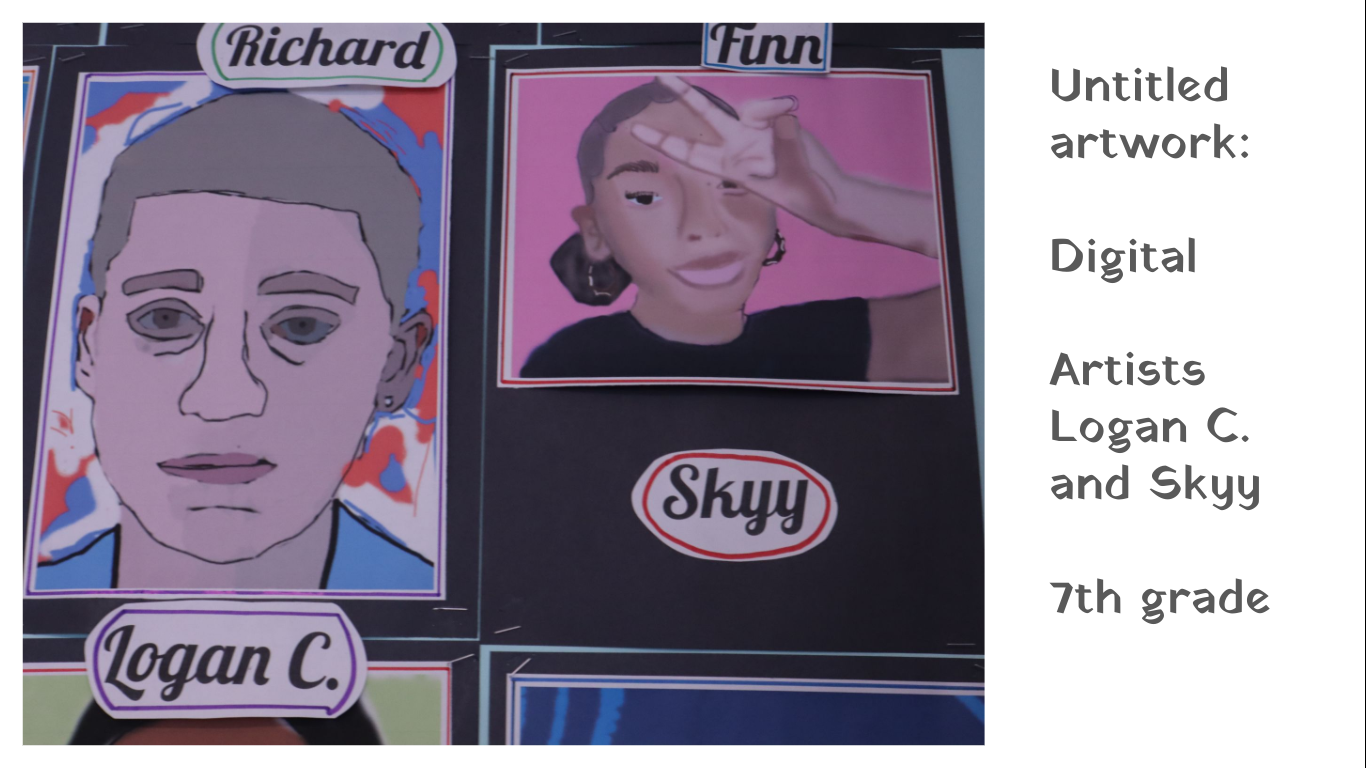 Richard
Finn
Skyy
Logan C.
Untitled
artwork:
Digital
Artists
Logan C.
and Skyy
7th grade